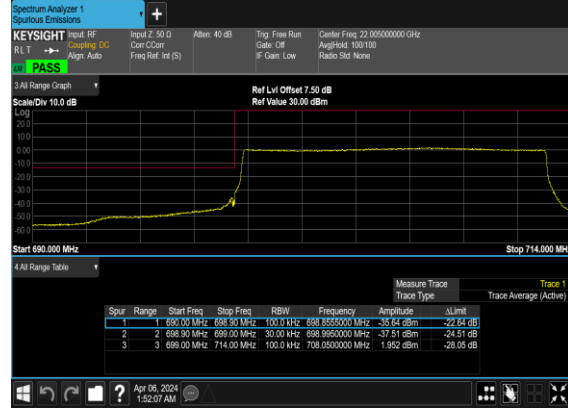 Spectrum Analyzer 1
Spurious Emissions
+
KEYSIGHT Input: RF Input Z: 50 Ω Atten: 40 dB Trig: Free Run Center Freq: 22.005000000 GHz
RLT Coupling: DC Corr CCorr Gate: Off Avg|Hold: 100/100
Align: Auto Freq Ref: Int (S) IF Gain: Low Radio Std: None
PASS
3 All Range Graph
Ref Lvl Offset 7.50 dB
Scale/Div 10.0 dB Ref Value 30.00 dBm
Log
20.0
10.0
0.00
-10.0
-20.0
-30.0
-40.0
-50.0
-60.0
Start 690.000 MHz Stop 714.000 MH
4 All Range Table
Measure Trace Trace 1
Trace Type Trace Average (Active)
Spur Range Start Freq Stop Freq RBW Frequency Amplitude ΔLimit
1 1 690.00 MHz 698.90 MHz 100.0 kHz 698.8555000 MHz -35.64 dBm -22.64 dB
2 2 698.90 MHz 699.00 MHz 30.00 kHz 698.9950000 MHz -37.51 dBm -24.51 dB
3 3 699.00 MHz 714.00 MHz 100.0 kHz 708.0500000 MHz 1.952 dBm -28.05 dB
? Apr 06, 2024
1:52:07 AM